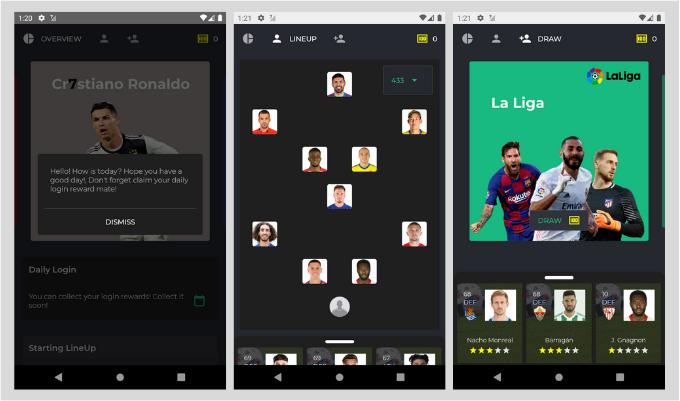 1:20
OVERVIEW
0
Cr7stiano Ronaldo
Hello! How is today? Hope you have a
good day!, Don't forget claim your daily
login reward mate!
DISMISS
Daily Login
You can collect your login rewards! Collect it
soon!
Starting LineUp
1:21
LINEUP
0
433
69
67
67
1:21
DRAW
0
LaLiga
La Liga
DRAW
68
DEF
Nacho Monreal
68
DEF
Barragán
10
DEF
J. Gnagnon